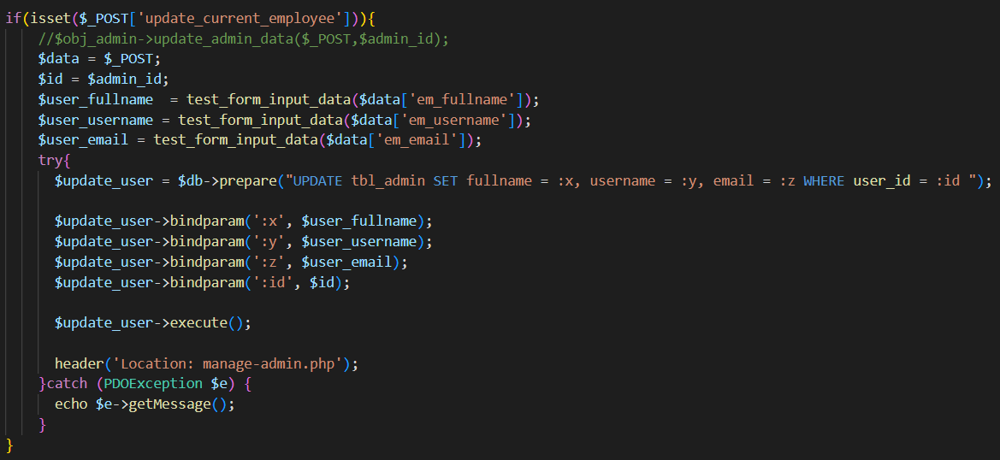 if(isset($_POST['update_current_employee'])){
//$obj_admin->update_admin_data($_POST,$admin_id);
$data = $_POST;
$id = $admin_id;
$user_fullname  = test_form_input_data($data['em_fullname']);
$user_username = test_form_input_data($data['em_username']);
$user_email = test_form_input_data($data['em_email']);
try{
$update_user = $db->prepare("UPDATE tbl_admin SET fullname = :x, username = :y, email = :z WHERE user_id = :id ");
$update_user->bindparam(':x', $user_fullname);
$update_user->bindparam(':y', $user_username);
$update_user->bindparam(':z', $user_email);
$update_user->bindparam(':id', $id);
$update_user->execute();
header('Location: manage-admin.php');
}catch (PDOException $e) {
echo $e->getMessage();
}
}